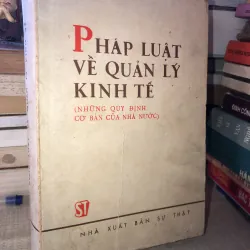 PHÁP LUẬT
VỀ QUẢN LÝ
KINH TẾ
(NHỮNG QUY ĐỊNH
CƠ BẢN CỦA NHÀ NƯỚC)
ST
NHÀ XUẤT BẢN SỰ THẬT